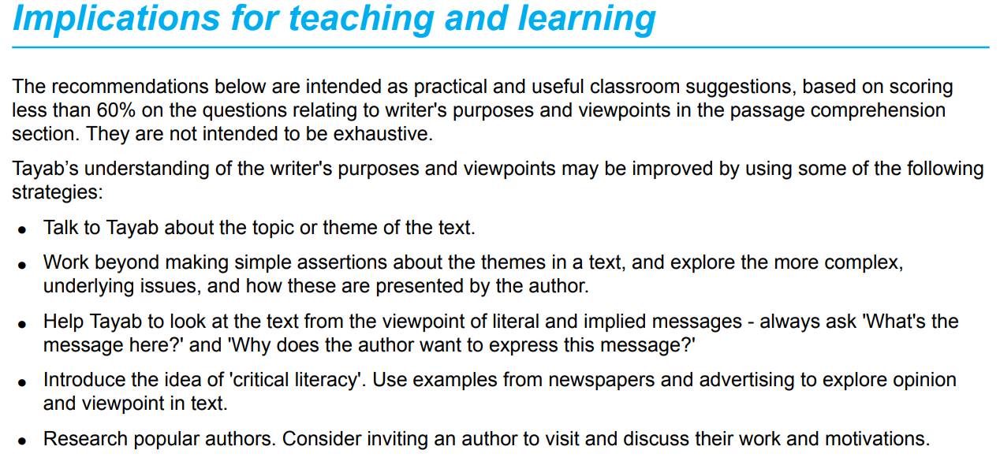 Implications for teaching and learning
The recommendations below are intended as practical and useful classroom suggestions, based on scoring
less than 60% on the questions relating to writer's purposes and viewpoints in the passage comprehension
section. They are not intended to be exhaustive.
Tayab’s understanding of the writer's purposes and viewpoints may be improved by using some of the following
strategies:
● Talk to Tayab about the topic or theme of the text.
● Work beyond making simple assertions about the themes in a text, and explore the more complex,
underlying issues, and how these are presented by the author.
● Help Tayab to look at the text from the viewpoint of literal and implied messages - always ask 'What's the
message here?' and 'Why does the author want to express this message?'
● Introduce the idea of 'critical literacy'. Use examples from newspapers and advertising to explore opinion
and viewpoint in text.
● Research popular authors. Consider inviting an author to visit and discuss their work and motivations.